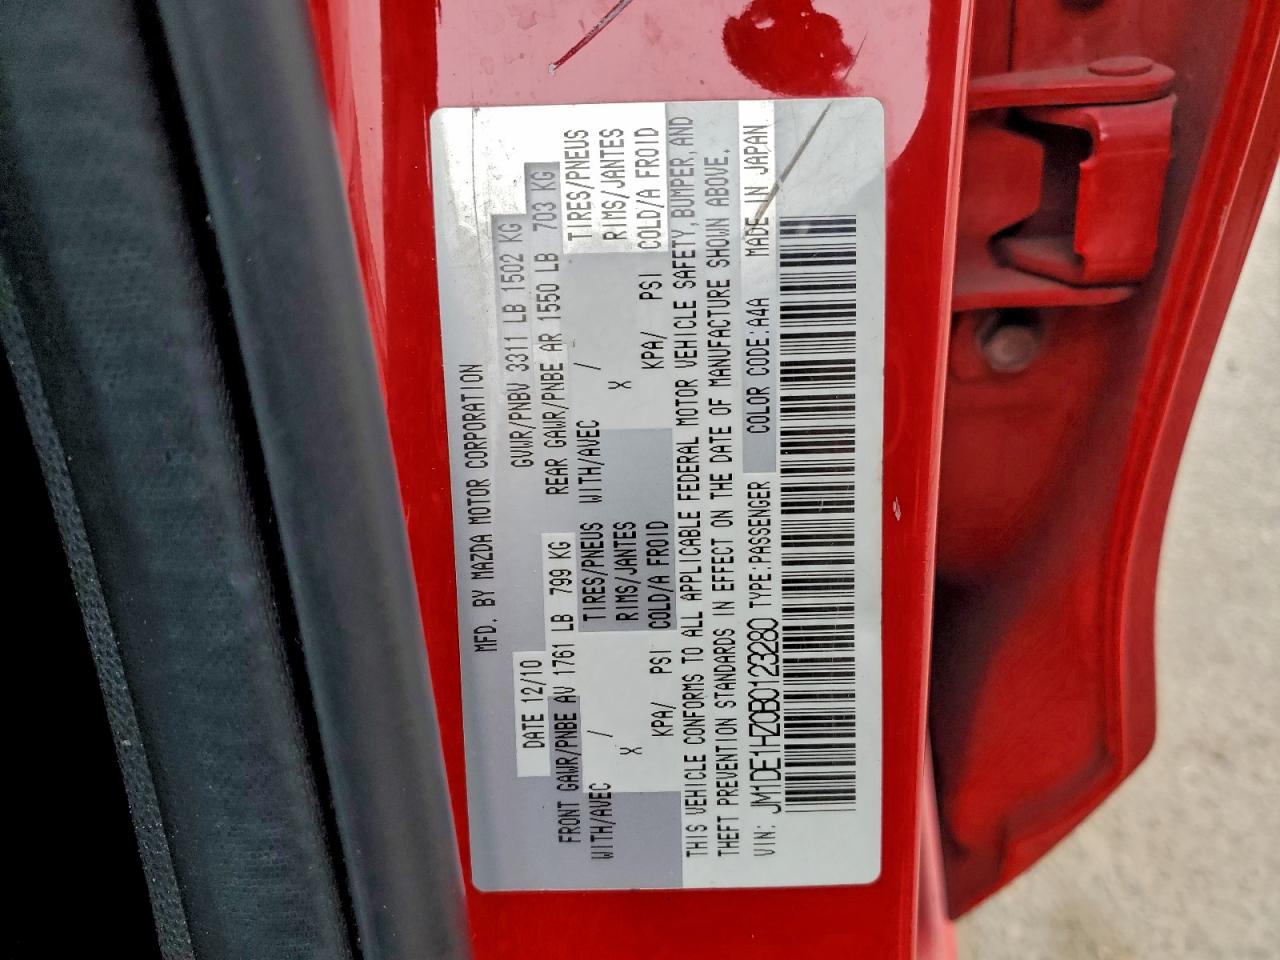 MFD. BY MAZDA MOTOR CORPORATION
DATE 12/10 GVWR/PNBV 3311 LB 1502 KG
FRONT GAWR/PNBE AV 1761 LB 799 KG REAR GAWR/PNBE AR 1550 LB 703 KG
WITH/AVEC / TIRES/PNEUS WITH/AVEC / TIRES/PNEUS
X RIMS/JANTES X RIMS/JANTES
KPA/ PSI COLD/A FROID KPA/ PSI COLD/A FROID
THIS VEHICLE CONFORMS TO ALL APPLICABLE FEDERAL MOTOR VEHICLE SAFETY, BUMPER, AND
THEFT PREVENTION STANDARDS IN EFFECT ON THE DATE OF MANUFACTURE SHOWN ABOVE.
VIN: JM1DE1HZ0B0123280 TYPE:PASSENGER COLOR CODE:A4A MADE IN JAPAN